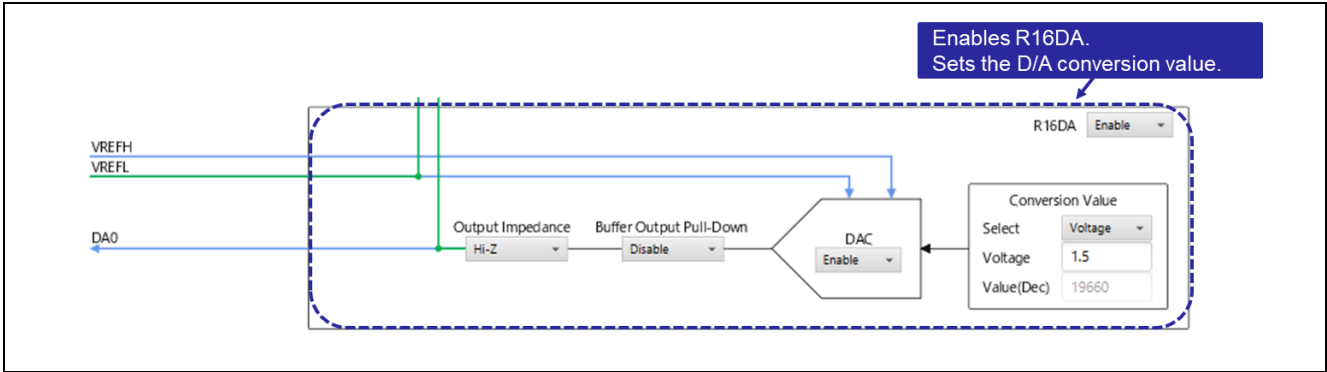 Enables R16DA.
Sets the D/A conversion value.
R16DA Enable
VREFH
VREFL
Conversion Value
Output Impedance Buffer Output Pull-Down
Select Voltage
DA0
DAC
Hi-Z Disable
Voltage 1.5
Enable
Value(Dec) 19660